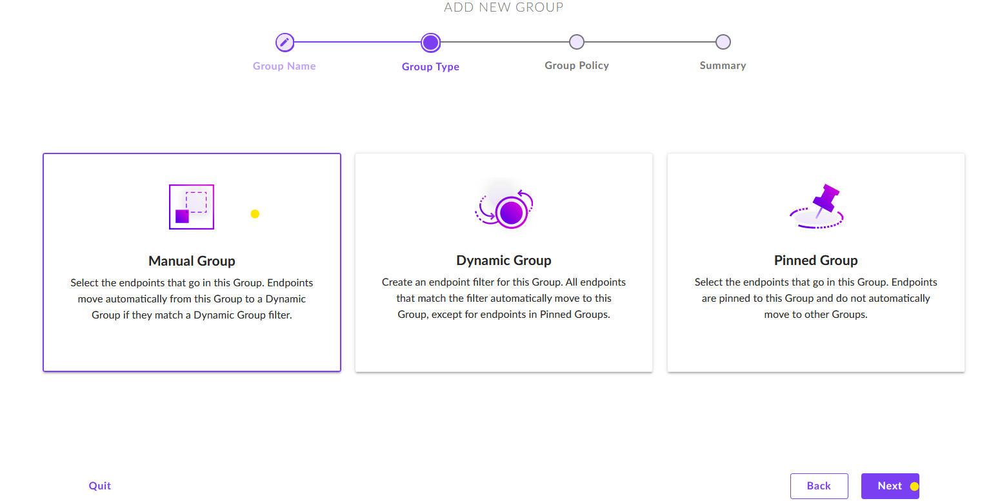 ADD NEW GROUP
Group Name
Group Type
Group Policy
Summary
Manual Group
Select the endpoints that go in this Group. Endpoints
move automatically from this Group to a Dynamic
Group if they match a Dynamic Group filter.
Dynamic Group
Create an endpoint filter for this Group. All endpoints
that match the filter automatically move to this
Group, except for endpoints in Pinned Groups.
Pinned Group
Select the endpoints that go in this Group. Endpoints
are pinned to this Group and do not automatically
move to other Groups.
Quit
Back
Next